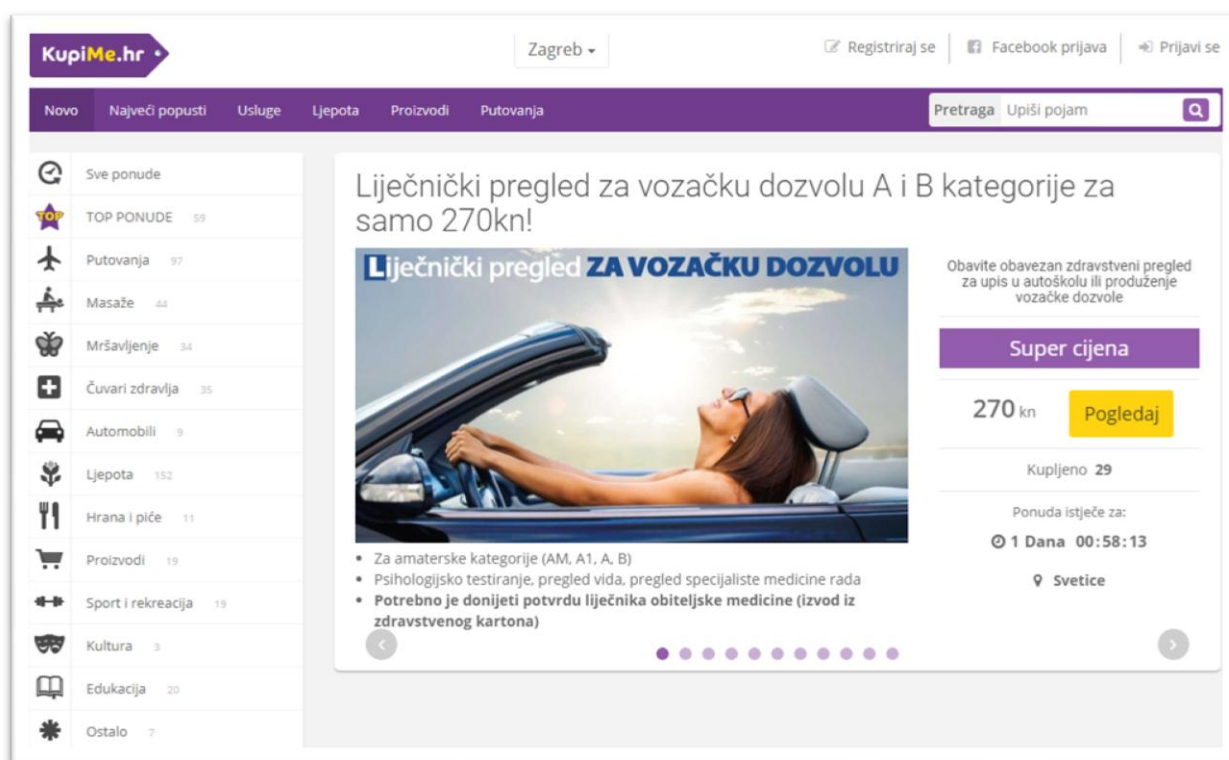 KupiMe.hr
Zagreb
Registriraj se
Facebook prijava
Prijavi se
Novo
Najveći popusti
Usluge
Ljepota
Proizvodi
Putovanja
Pretraga
Upiši pojam
Sve ponude
TOP
TOP PONUDE 59
Putovanja 97
Masaže 44
Mršavljenje 34
Čuvari zdravlja 35
Automobili 9
Ljepota 152
Hrana i piće 11
Proizvodi 19
Sport i rekreacija 19
Kultura 3
Edukacija 20
Ostalo 7
Liječnički pregled za vozačku dozvolu A i B kategorije za
samo 270kn!
Liječnički pregled ZA VOZAČKU DOZVOLU
Za amaterske kategorije (AM, A1, A, B)
Psihologijsko testiranje, pregled vida, pregled specijaliste medicine rada
Potrebno je donijeti potvrdu liječnika obiteljske medicine (izvod iz
zdravstvenog kartona)
Obavite obavezan zdravstveni pregled
za upis u autoškolu ili produženje
vozačke dozvole
Super cijena
270 kn
Pogledaj
Kupljeno 29
Ponuda istječe za:
1 Dana 00:58:13
Svetice